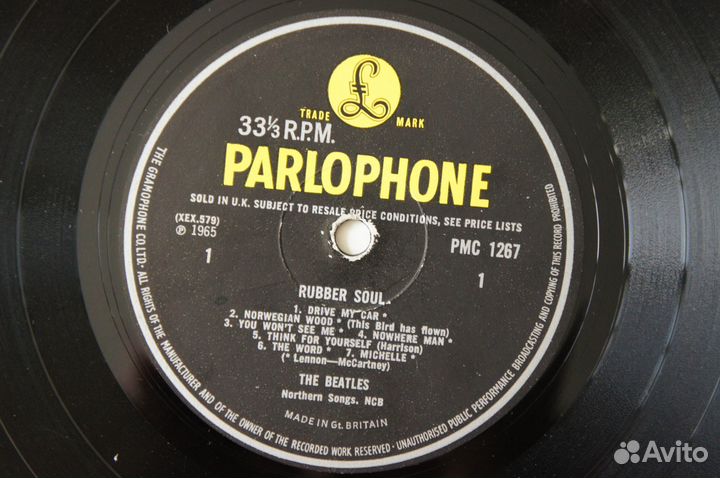 £
TRADE MARK
33⅓ R.P.M.
PARLOPHONE
SOLD IN U.K. SUBJECT TO RESALE PRICE CONDITIONS, SEE PRICE LISTS
(XEX.579)
℗ 1965
PMC 1267
1
1
RUBBER SOUL
1. DRIVE MY CAR *
2. NORWEGIAN WOOD * (This Bird has flown)
3. YOU WON'T SEE ME * 4. NOWHERE MAN *
5. THINK FOR YOURSELF (Harrison)
6. THE WORD * 7. MICHELLE *
(* Lennon—McCartney)
THE BEATLES
Northern Songs. NCB
MADE IN Gt. BRITAIN
THE GRAMOPHONE CO. LTD. - ALL RIGHTS OF THE MANUFACTURER AND OF THE OWNER OF THE RECORDED WORK RESERVED · UNAUTHORISED PUBLIC PERFORMANCE BROADCASTING AND COPYING OF THIS RECORD PROHIBITED
Avito